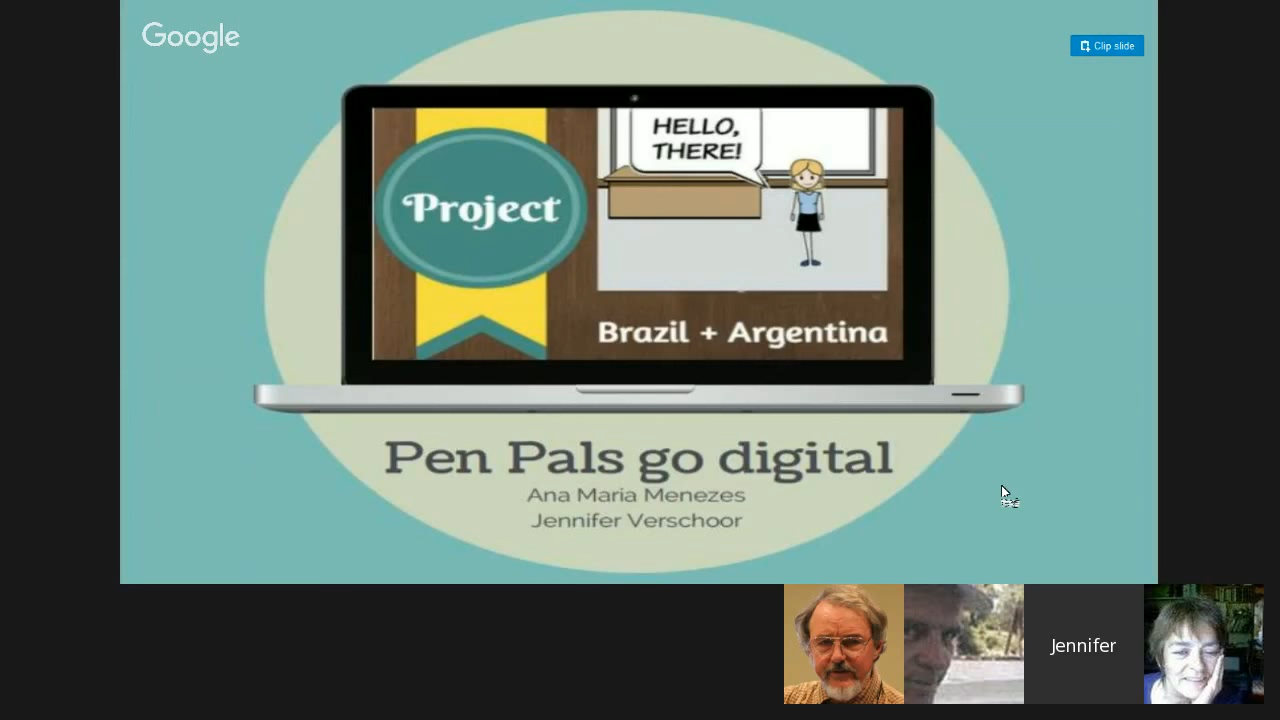 Google
Clip slide
HELLO,
THERE!
Project
Brazil + Argentina
Pen Pals go digital
Ana Maria Menezes
Jennifer Verschoor
Jennifer